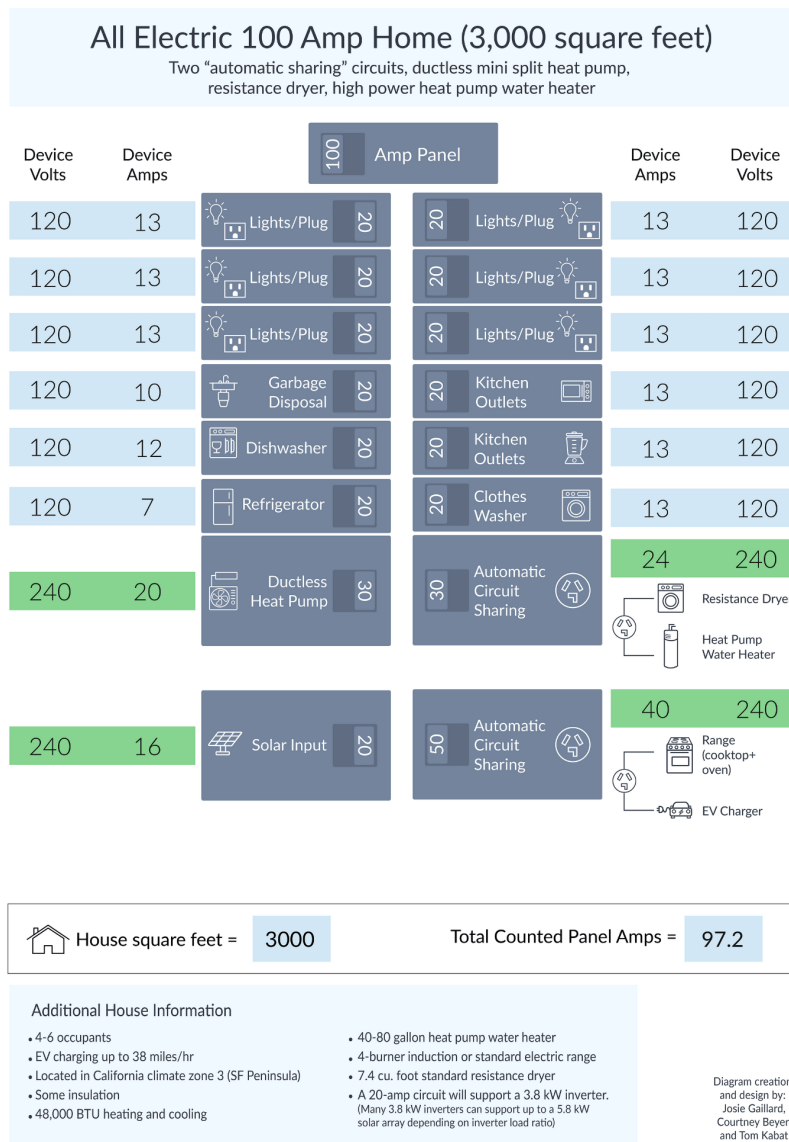 All Electric 100 Amp Home (3,000 square feet)
Two “automatic sharing” circuits, ductless mini split heat pump,
resistance dryer, high power heat pump water heater
Device Volts
Device Amps
100 Amp Panel
Device Amps
Device Volts
120 13 Lights/Plug 20
20 Lights/Plug 13 120
120 13 Lights/Plug 20
20 Lights/Plug 13 120
120 13 Lights/Plug 20
20 Lights/Plug 13 120
120 10 Garbage Disposal 20
20 Kitchen Outlets 13 120
120 12 Dishwasher 20
20 Kitchen Outlets 13 120
120 7 Refrigerator 20
20 Clothes Washer 13 120
240 20 Ductless Heat Pump 30
30 Automatic Circuit Sharing 24 240
Resistance Drye
Heat Pump
Water Heater
240 16 Solar Input 20
50 Automatic Circuit Sharing 40 240
Range
(cooktop+
oven)
EV Charger
House square feet = 3000
Total Counted Panel Amps = 97.2
Additional House Information
• 4-6 occupants
• EV charging up to 38 miles/hr
• Located in California climate zone 3 (SF Peninsula)
• Some insulation
• 48,000 BTU heating and cooling
• 40-80 gallon heat pump water heater
• 4-burner induction or standard electric range
• 7.4 cu. foot standard resistance dryer
• A 20-amp circuit will support a 3.8 kW inverter.
(Many 3.8 kW inverters can support up to a 5.8 kW
solar array depending on inverter load ratio)
Diagram creation
and design by:
Josie Gaillard,
Courtney Beyer
and Tom Kabat